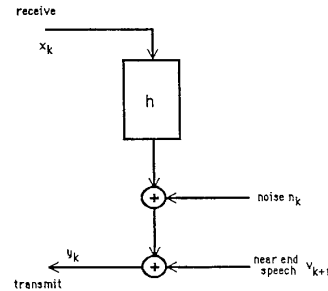 receive
x_k
h
+
noise n_k
y_k
+
near end
speech v_{k+1}
transmit